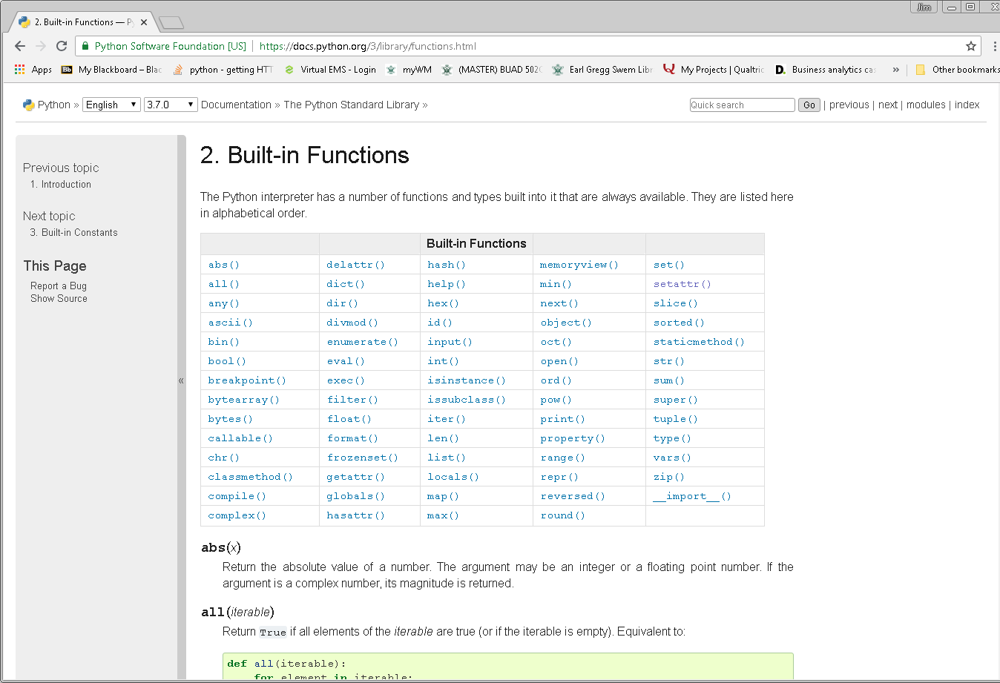 Jim
2. Built-in Functions — Py
Python Software Foundation [US] https://docs.python.org/3/library/functions.html
Apps Bb My Blackboard – Blac python - getting HTT Virtual EMS - Login myWM (MASTER) BUAD 502 Earl Gregg Swem Libr My Projects | Qualtric D. Business analytics cas » Other bookmarks
Python » English 3.7.0 Documentation » The Python Standard Library » Quick search Go | previous | next | modules | index
Previous topic
1. Introduction
Next topic
3. Built-in Constants
This Page
Report a Bug
Show Source
«
2. Built-in Functions
The Python interpreter has a number of functions and types built into it that are always available. They are listed here
in alphabetical order.
Built-in Functions
abs() delattr() hash() memoryview() set()
all() dict() help() min() setattr()
any() dir() hex() next() slice()
ascii() divmod() id() object() sorted()
bin() enumerate() input() oct() staticmethod()
bool() eval() int() open() str()
breakpoint() exec() isinstance() ord() sum()
bytearray() filter() issubclass() pow() super()
bytes() float() iter() print() tuple()
callable() format() len() property() type()
chr() frozenset() list() range() vars()
classmethod() getattr() locals() repr() zip()
compile() globals() map() reversed() __import__()
complex() hasattr() max() round()
abs(x)
Return the absolute value of a number. The argument may be an integer or a floating point number. If the
argument is a complex number, its magnitude is returned.
all(iterable)
Return True if all elements of the iterable are true (or if the iterable is empty). Equivalent to:
def all(iterable):
for element in iterable: